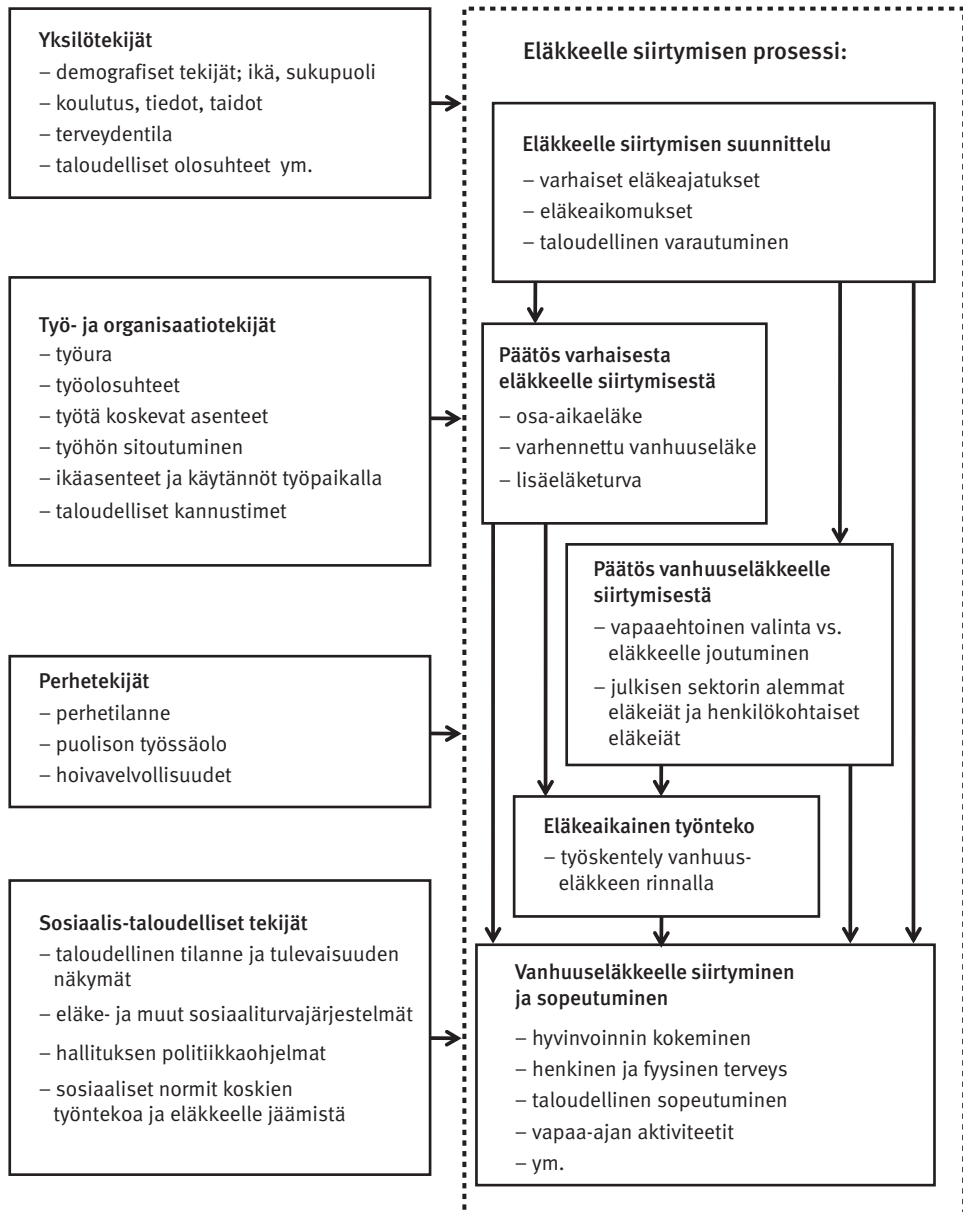 Yksilötekijät
– demografiset tekijät; ikä, sukupuoli
– koulutus, tiedot, taidot
– terveydentila
– taloudelliset olosuhteet ym.
Työ- ja organisaatiotekijät
– työura
– työolosuhteet
– työtä koskevat asenteet
– työhön sitoutuminen
– ikäasenteet ja käytännöt työpaikalla
– taloudelliset kannustimet
Perhetekijät
– perhetilanne
– puolison työssäolo
– hoivavelvollisuudet
Sosiaalis-taloudelliset tekijät
– taloudellinen tilanne ja tulevaisuuden
näkymät
– eläke- ja muut sosiaaliturvajärjestelmät
– hallituksen politiikkaohjelmat
– sosiaaliset normit koskien
työntekoa ja eläkkeelle jäämistä
Eläkkeelle siirtymisen prosessi:
Eläkkeelle siirtymisen suunnittelu
– varhaiset eläkeajatukset
– eläkeaikomukset
– taloudellinen varautuminen
Päätös varhaisesta
eläkkeelle siirtymisestä
– osa-aikaeläke
– varhennettu vanhuuseläke
– lisäeläketurva
Päätös vanhuuseläkkeelle
siirtymisestä
– vapaaehtoinen valinta vs.
eläkkeelle joutuminen
– julkisen sektorin alemmat
eläkeiät ja henkilökohtaiset
eläkeiät
Eläkeaikainen työnteko
– työskentely vanhuus-
eläkkeen rinnalla
Vanhuuseläkkeelle siirtyminen
ja sopeutuminen
– hyvinvoinnin kokeminen
– henkinen ja fyysinen terveys
– taloudellinen sopeutuminen
– vapaa-ajan aktiviteetit
– ym.